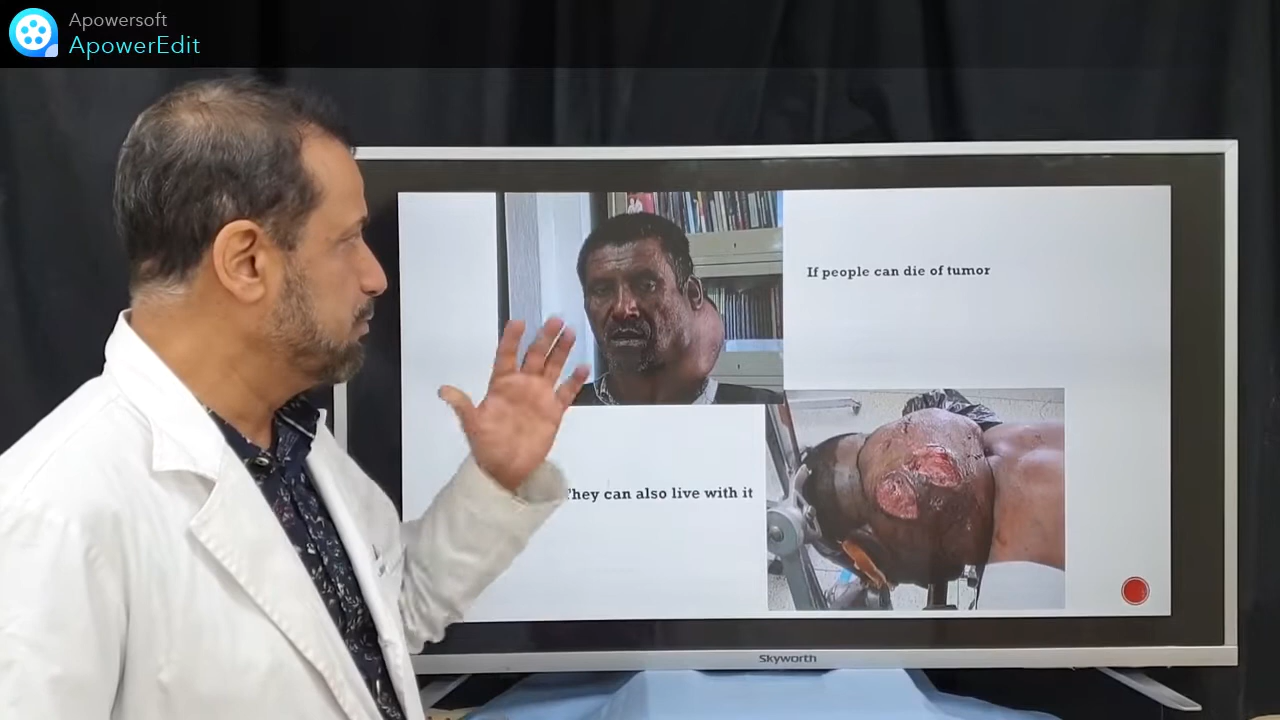 Apowersoft
ApowerEdit
If people can die of tumor
They can also live with it
Skyworth